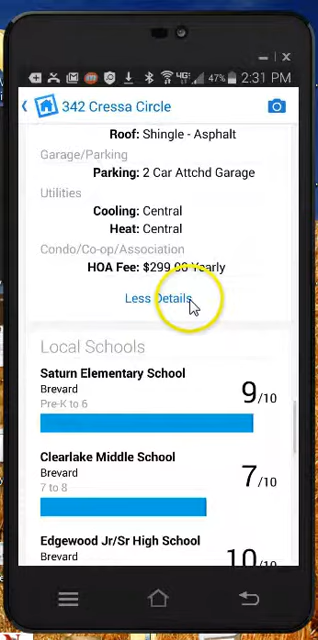 47% 2:31 PM
342 Cressa Circle
Roof: Shingle - Asphalt
Garage/Parking
Parking: 2 Car Attchd Garage
Utilities
Cooling: Central
Heat: Central
Condo/Co-op/Association
HOA Fee: $299.00 Yearly
Less Details
Local Schools
Saturn Elementary School
Brevard
9/10
Pre-K to 6
Clearlake Middle School
Brevard
7/10
7 to 8
Edgewood Jr/Sr High School
Brevard
10/10